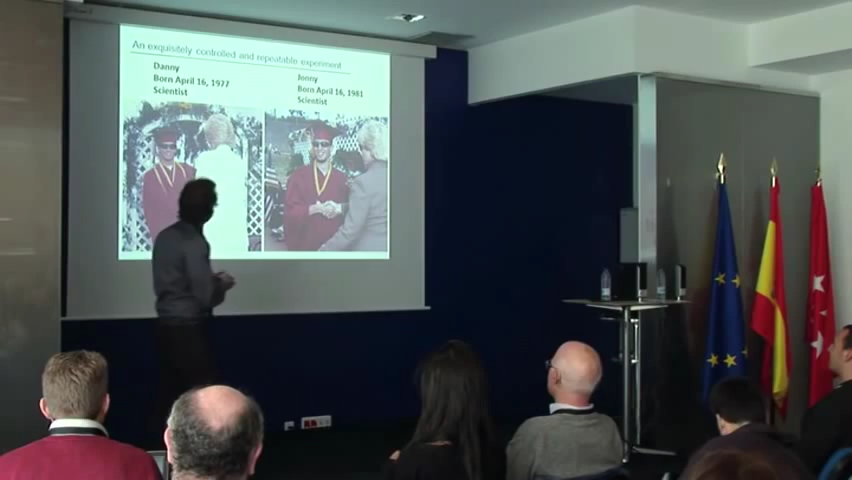 An exquisitely controlled and repeatable experiment
Danny
Born April 16, 1977
Scientist
Jonny
Born April 16, 1981
Scientist